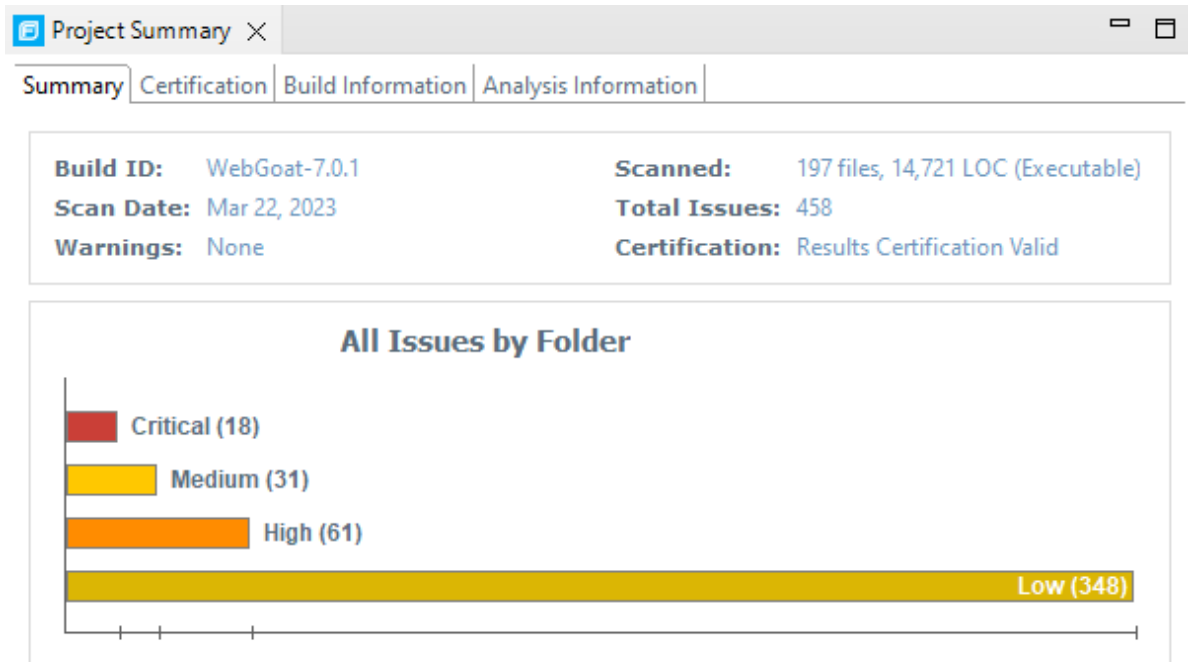 Project Summary
Summary Certification Build Information Analysis Information
Build ID: WebGoat-7.0.1 Scanned: 197 files, 14,721 LOC (Executable)
Scan Date: Mar 22, 2023 Total Issues: 458
Warnings: None Certification: Results Certification Valid
All Issues by Folder
Critical (18)
Medium (31)
High (61)
Low (348)